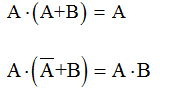 A·(A+B) = A
A·(A̅+B) = A·B